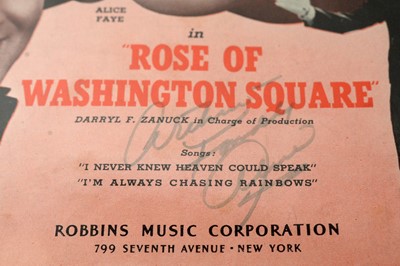 ALICE
FAYE
in
"ROSE OF
WASHINGTON SQUARE"
DARRYL F. ZANUCK in Charge of Production
Songs:
"I NEVER KNEW HEAVEN COULD SPEAK"
"I'M ALWAYS CHASING RAINBOWS"
ROBBINS MUSIC CORPORATION
799 SEVENTH AVENUE • NEW YORK